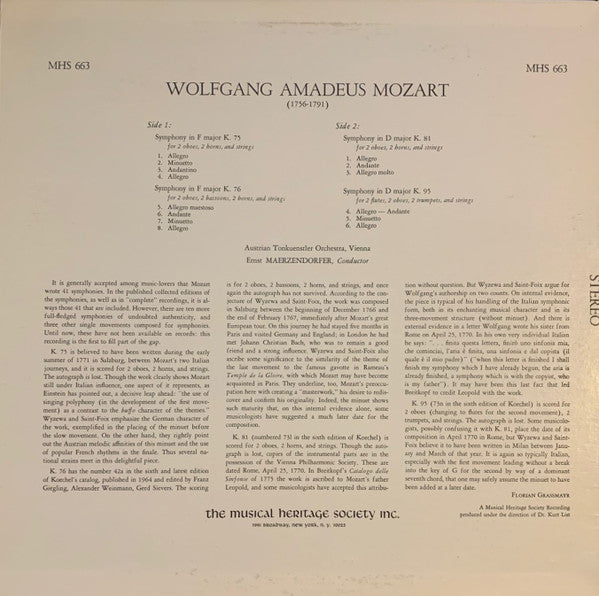 MHS 663
MHS 663
WOLFGANG AMADEUS MOZART
(1756-1791)
Side 1:
Symphony in F major K. 75
for 2 oboes, 2 horns, and strings
1. Allegro
2. Minuetto
3. Andantino
4. Allegro
Symphony in F major K. 76
for 2 oboes, 2 bassoons, 2 horns, and strings
5. Allegro maestoso
6. Andante
7. Minuetto
8. Allegro
Side 2:
Symphony in D major K. 81
for 2 oboes, 2 horns, and strings
1. Allegro
2. Andante
3. Allegro molto
Symphony in D major K. 95
for 2 flutes, 2 oboes, 2 trumpets, and strings
4. Allegro — Andante
5. Minuetto
6. Allegro
Austrian Tonkuenstler Orchestra, Vienna
Ernst MAERZENDORFER, Conductor
It is generally accepted among music-lovers that Mozart
wrote 41 symphonies. In the published collected editions of
the symphonies, as well as in "complete" recordings, it is al-
ways those 41 that are included. However, there are ten more
full-fledged symphonies of undoubted authenticity, and
three other single movements composed for symphonies.
Until now, these have not been available on records: this
recording is the first to fill part of the gap.
K. 75 is believed to have been written during the early
summer of 1771 in Salzburg, between Mozart's two Italian
journeys, and it is scored for 2 oboes, 2 horns, and strings.
The autograph is lost. Though the work clearly shows Mozart
still under Italian influence, one aspect of it represents, as
Einstein has pointed out, a decisive leap ahead: "the use of
singing polyphony (in the development of the first move-
ment) as a contrast to the buffo character of the themes".
Wyzewa and Saint-Foix emphasize the German character of
the work, exemplified in the placing of the minuet before
the slow movement. On the other hand, they rightly point
out the Austrian melodic affinities of this minuet and the use
of popular French rhythms in the finale. Thus several na-
tional strains meet in this delightful piece.
K. 76 has the number 42a in the sixth and latest edition
of Koechel's catalog, published in 1964 and edited by Franz
Giegling, Alexander Weinmann, Gerd Sievers. The scoring
is for 2 oboes, 2 bassoons, 2 horns, and strings, and once
again the autograph has not survived. According to the con-
jecture of Wyzewa and Saint-Foix, the work was composed
in Salzburg between the beginning of December 1766 and
the end of February 1767, immediately after Mozart's great
European tour. On this journey he had stayed five months in
Paris and visited Germany and England; in London he had
met Johann Christian Bach, who was to remain a good
friend and a strong influence. Wyzewa and Saint-Foix also
ascribe some significance to the similarity of the theme of
the last movement to the famous gavotte in Rameau's
Temple de la Gloire, with which Mozart may have become
acquainted in Paris. They underline, too, Mozart's preoccu-
pation here with creating a "masterwork," his desire to redis-
cover and confirm his originality. Indeed, the minuet shows
such maturity that, on this internal evidence alone, some
musicologists have suggested a much later date for the
composition.
K. 81 (numbered 73l in the sixth edition of Koechel) is
scored for 2 oboes, 2 horns, and strings. Though the auto-
graph is lost, copies of the instrumental parts are in the
possession of the Vienna Philharmonic Society. These are
dated Rome, April 25, 1770. In Breitkopf's Catalogo delle
Sinfonie of 1775 the work is ascribed to Mozart's father
Leopold, and some musicologists have accepted this attribu-
tion without question. But Wyzewa and Saint-Foix argue for
Wolfgang's authorship on two counts. On internal evidence,
the piece is typical of his handling of the Italian symphonic
form, both in its enchanting musical character and in its
three-movement structure (without minuet). And there is
external evidence in a letter Wolfgang wrote his sister from
Rome on April 25, 1770. In his own very individual Italian
he says: ". . . finita questa lettera, finirò uno sinfonia mia,
che cominciai, l'aria è finita, una sinfonia è dal copista (il
quale è il mio padre)" ("when this letter is finished I shall
finish my symphony which I have already begun, the aria is
already finished, a symphony which is with the copyist, who
is my father"). It may have been this last fact that led
Breitkopf to credit Leopold with the work.
K. 95 (73n in the sixth edition of Koechel) is scored for
2 oboes (changing to flutes for the second movement), 2
trumpets, and strings. The autograph is lost. Some musicolo-
gists, possibly confusing it with K. 81, place the date of its
composition in April 1770 in Rome, but Wyzewa and Saint-
Foix believe it to have been written in Milan between Janu-
ary and March of that year. It is again so typically Italian,
especially with the first movement leading without a break
into the key of G for the second by way of a dominant
seventh chord, that one may safely assume the minuet to have
been added at a later date.
FLORIAN GRASSMAYR
A Musical Heritage Society Recording
produced under the direction of Dr. Kurt List
the musical heritage society inc.
1991 broadway, new york, n. y. 10023
STEREO